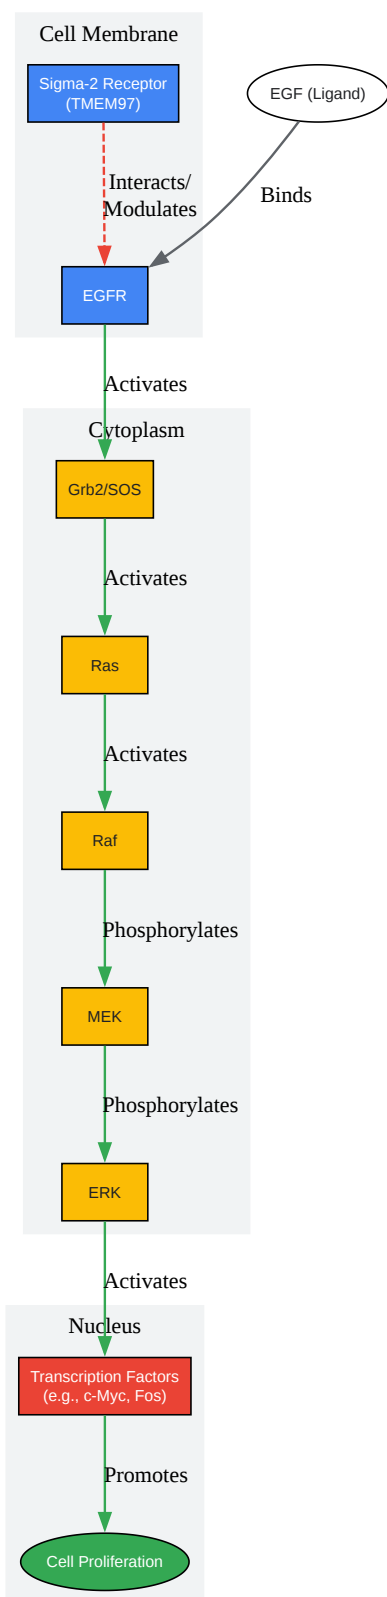 Cell Membrane
Sigma-2 Receptor
(TMEM97)
EGF (Ligand)
Interacts/
Modulates
Binds
EGFR
Activates
Cytoplasm
Grb2/SOS
Activates
Ras
Activates
Raf
Phosphorylates
MEK
Phosphorylates
ERK
Activates
Nucleus
Transcription Factors
(e.g., c-Myc, Fos)
Promotes
Cell Proliferation